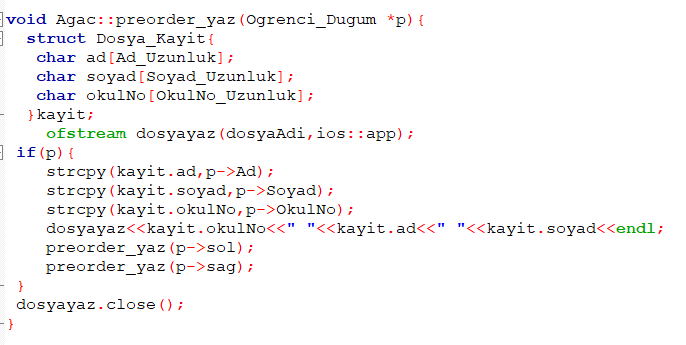 void Agac::preorder_yaz(Ogrenci_Dugum *p){
struct Dosya_Kayit{
char ad[Ad_Uzunluk];
char soyad[Soyad_Uzunluk];
char okulNo[OkulNo_Uzunluk];
}kayit;
ofstream dosyayaz(dosyaAdi,ios::app);
if(p){
strcpy(kayit.ad,p->Ad);
strcpy(kayit.soyad,p->Soyad);
strcpy(kayit.okulNo,p->OkulNo);
dosyayaz<<kayit.okulNo<<" "<<kayit.ad<<" "<<kayit.soyad<<endl;
preorder_yaz(p->sol);
preorder_yaz(p->sag);
}
dosyayaz.close();
}